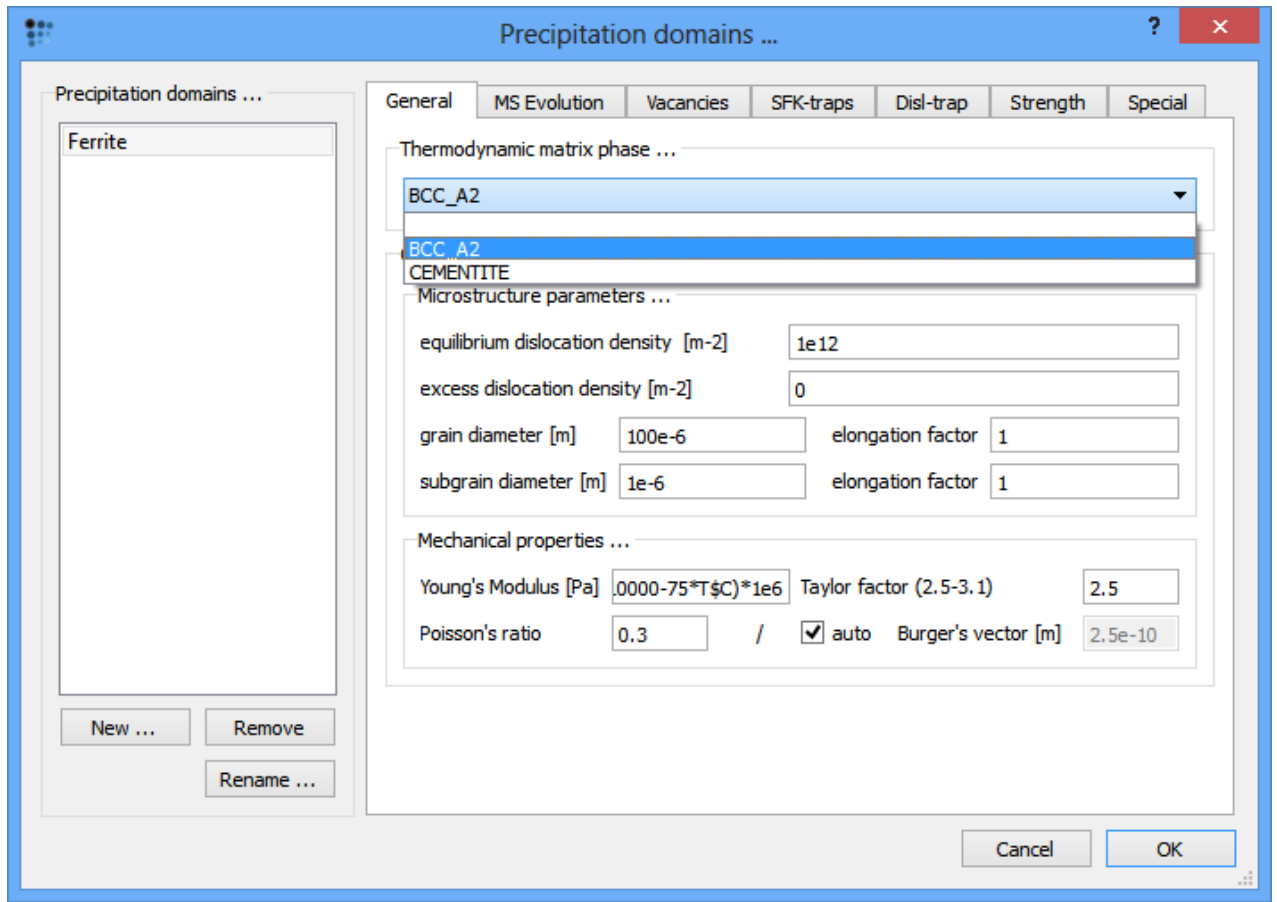 Precipitation domains ...
?
Precipitation domains ...
Ferrite
New ...
Remove
Rename ...
General
MS Evolution
Vacancies
SFK-traps
Disl-trap
Strength
Special
Thermodynamic matrix phase ...
BCC_A2
BCC_A2
CEMENTITE
Microstructure parameters ...
equilibrium dislocation density [m-2] 1e12
excess dislocation density [m-2] 0
grain diameter [m] 100e-6 elongation factor 1
subgrain diameter [m] 1e-6 elongation factor 1
Mechanical properties ...
Young's Modulus [Pa] .0000-75*T$C)*1e6 Taylor factor (2.5-3.1) 2.5
Poisson's ratio 0.3 / auto Burger's vector [m] 2.5e-10
Cancel
OK